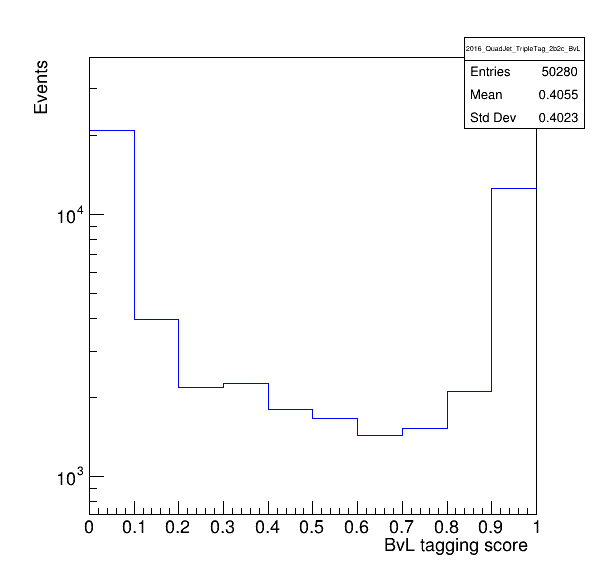 2016_QuadJet_TripleTag_2b2c_BvL
Entries 50280
Mean 0.4055
Std Dev 0.4023
Events
10^4
10^3
0 0.1 0.2 0.3 0.4 0.5 0.6 0.7 0.8 0.9 1
BvL tagging score